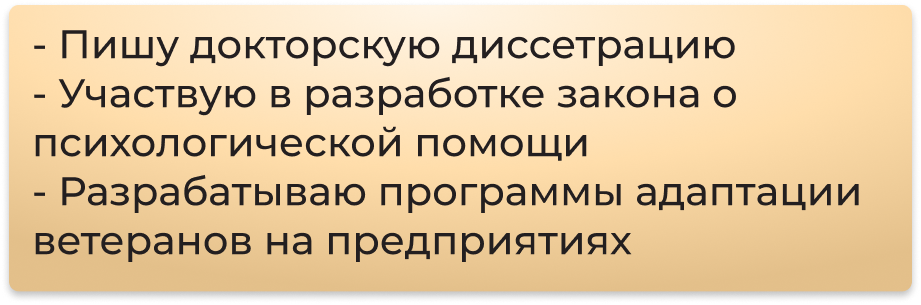 - Пишу докторскую диссетрацию
- Участвую в разработке закона о
психологической помощи
- Разрабатываю программы адаптации
ветеранов на предприятиях